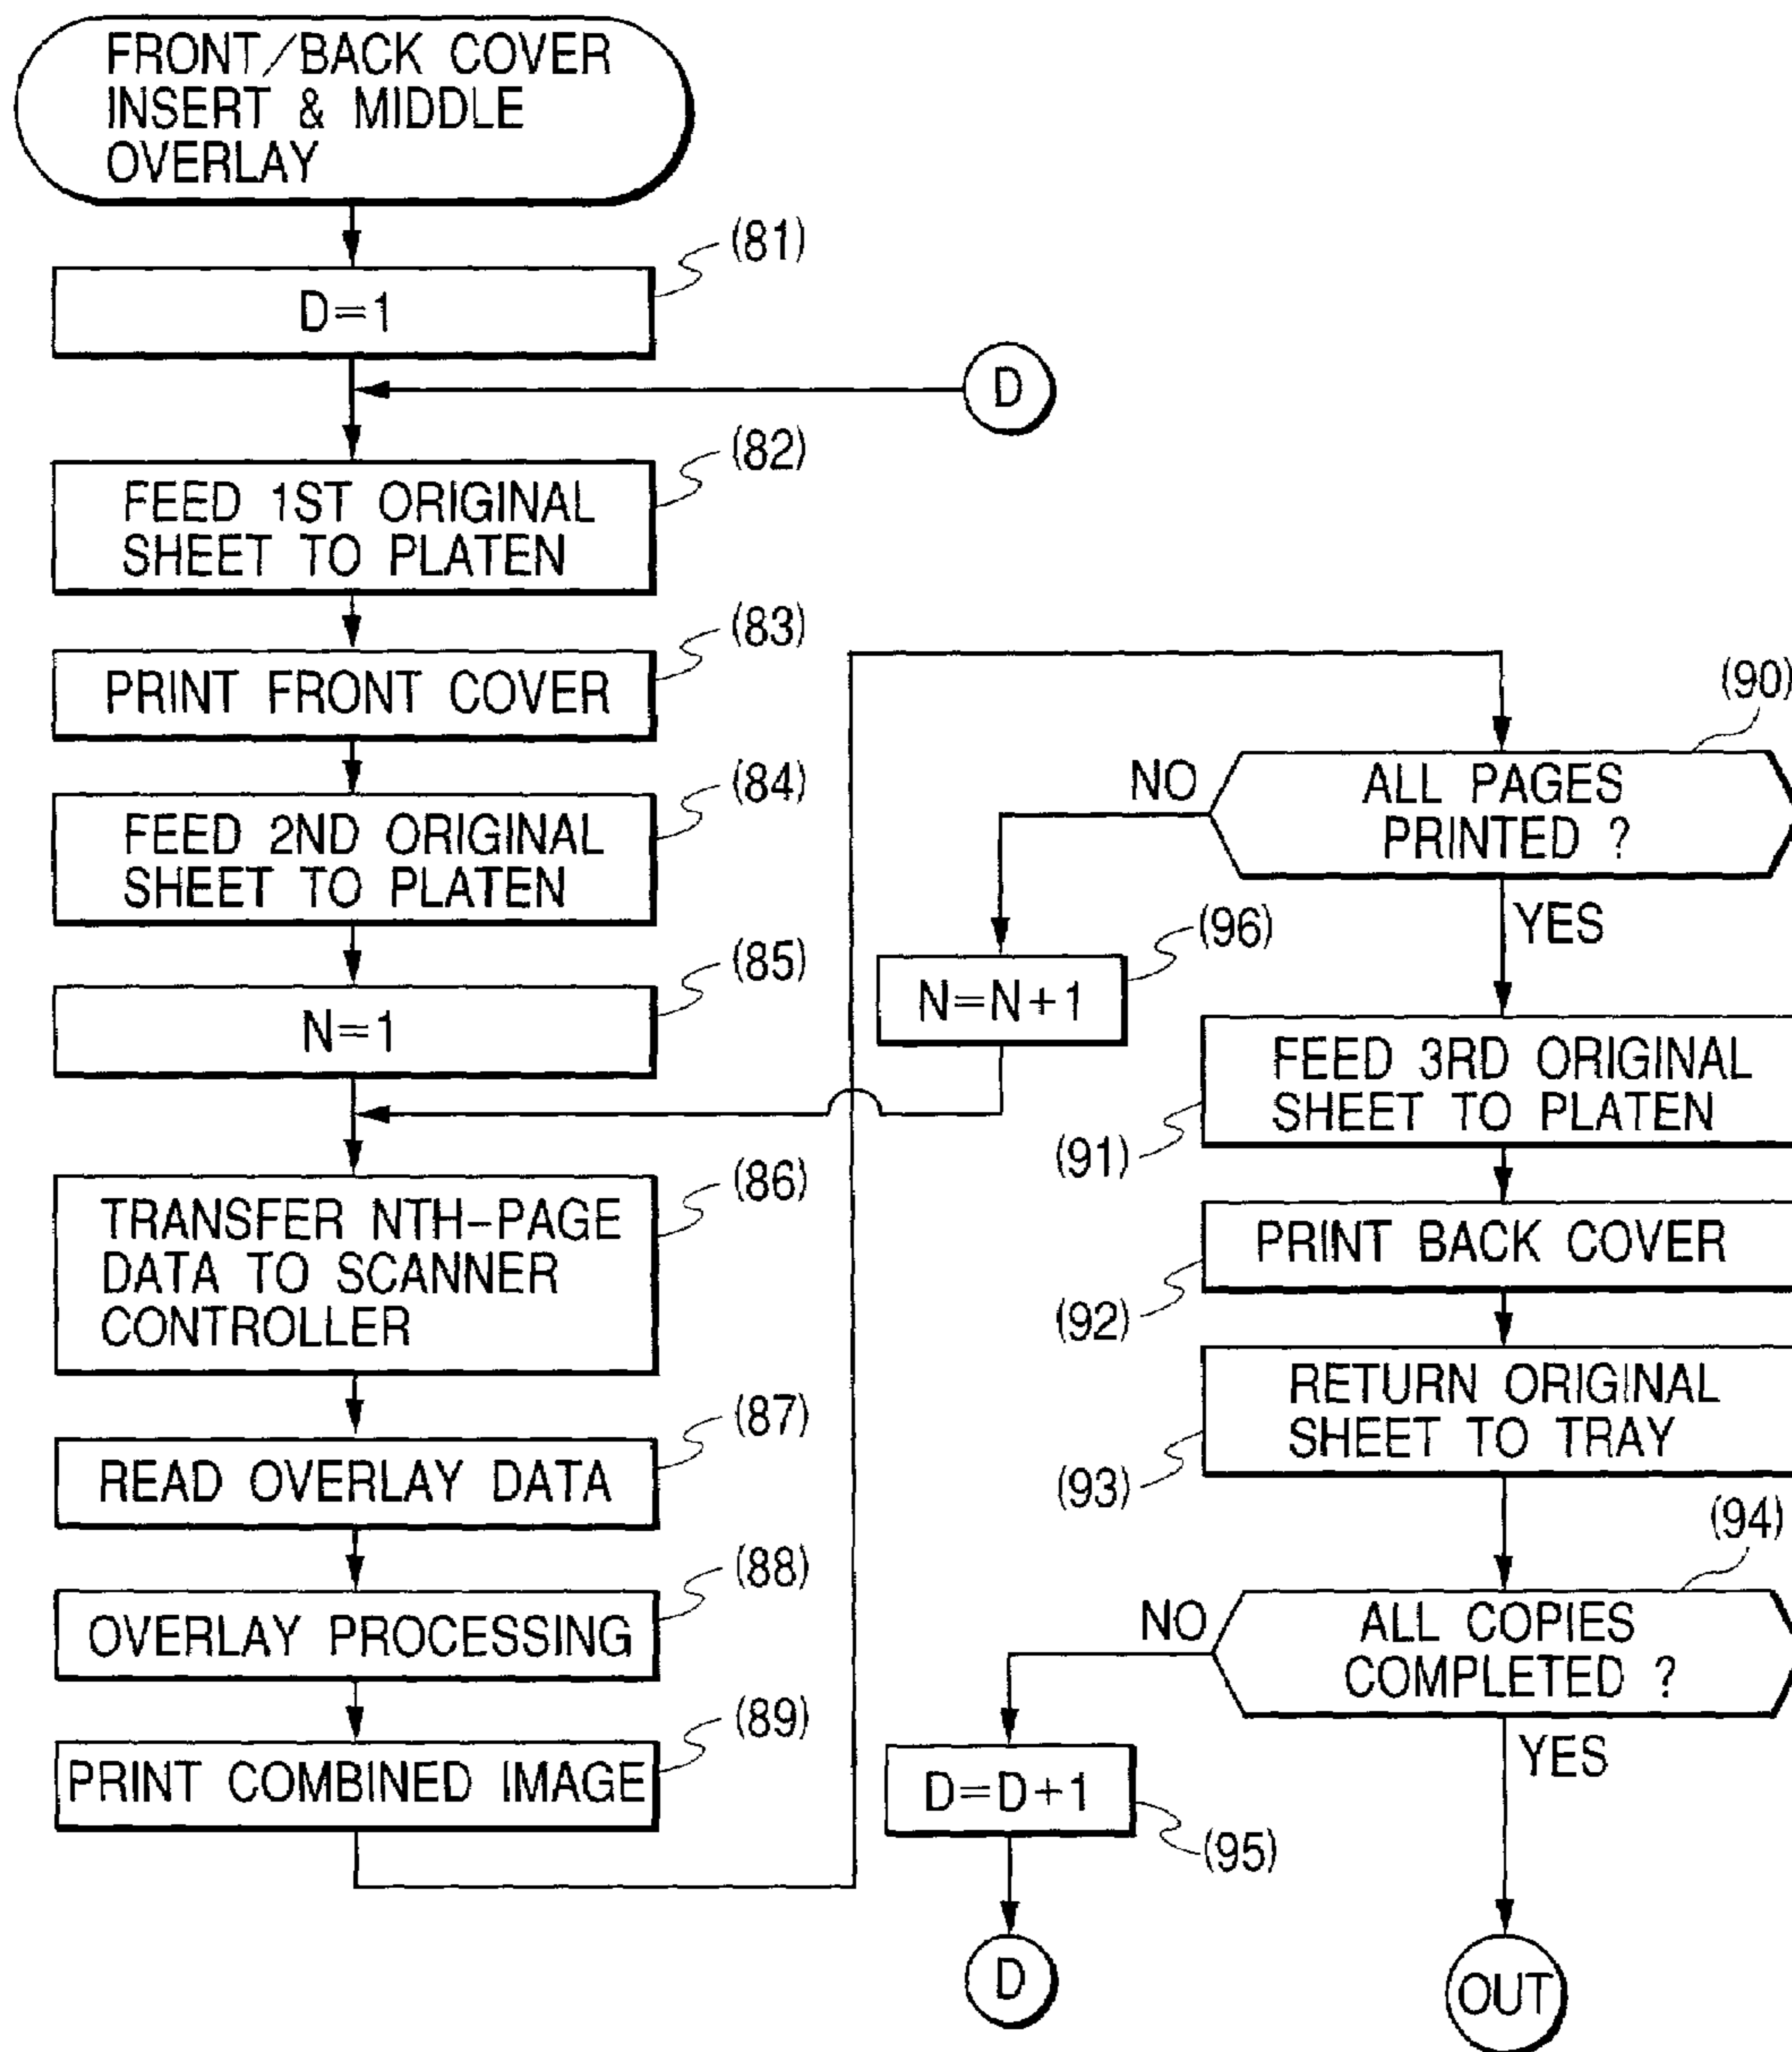 FRONT/BACK COVER
INSERT & MIDDLE
OVERLAY
(81)
D=1
D
(82)
FEED 1ST ORIGINAL
SHEET TO PLATEN
(83)
PRINT FRONT COVER
(84)
FEED 2ND ORIGINAL
SHEET TO PLATEN
(85)
N=1
(86)
TRANSFER NTH-PAGE
DATA TO SCANNER
CONTROLLER
(87)
READ OVERLAY DATA
(88)
OVERLAY PROCESSING
(89)
PRINT COMBINED IMAGE
(90)
ALL PAGES
PRINTED ?
NO
YES
(96)
N=N+1
FEED 3RD ORIGINAL
SHEET TO PLATEN
(91)
PRINT BACK COVER
(92)
RETURN ORIGINAL
SHEET TO TRAY
(93)
(94)
ALL COPIES
COMPLETED ?
NO
YES
D=D+1
(95)
D
OUT